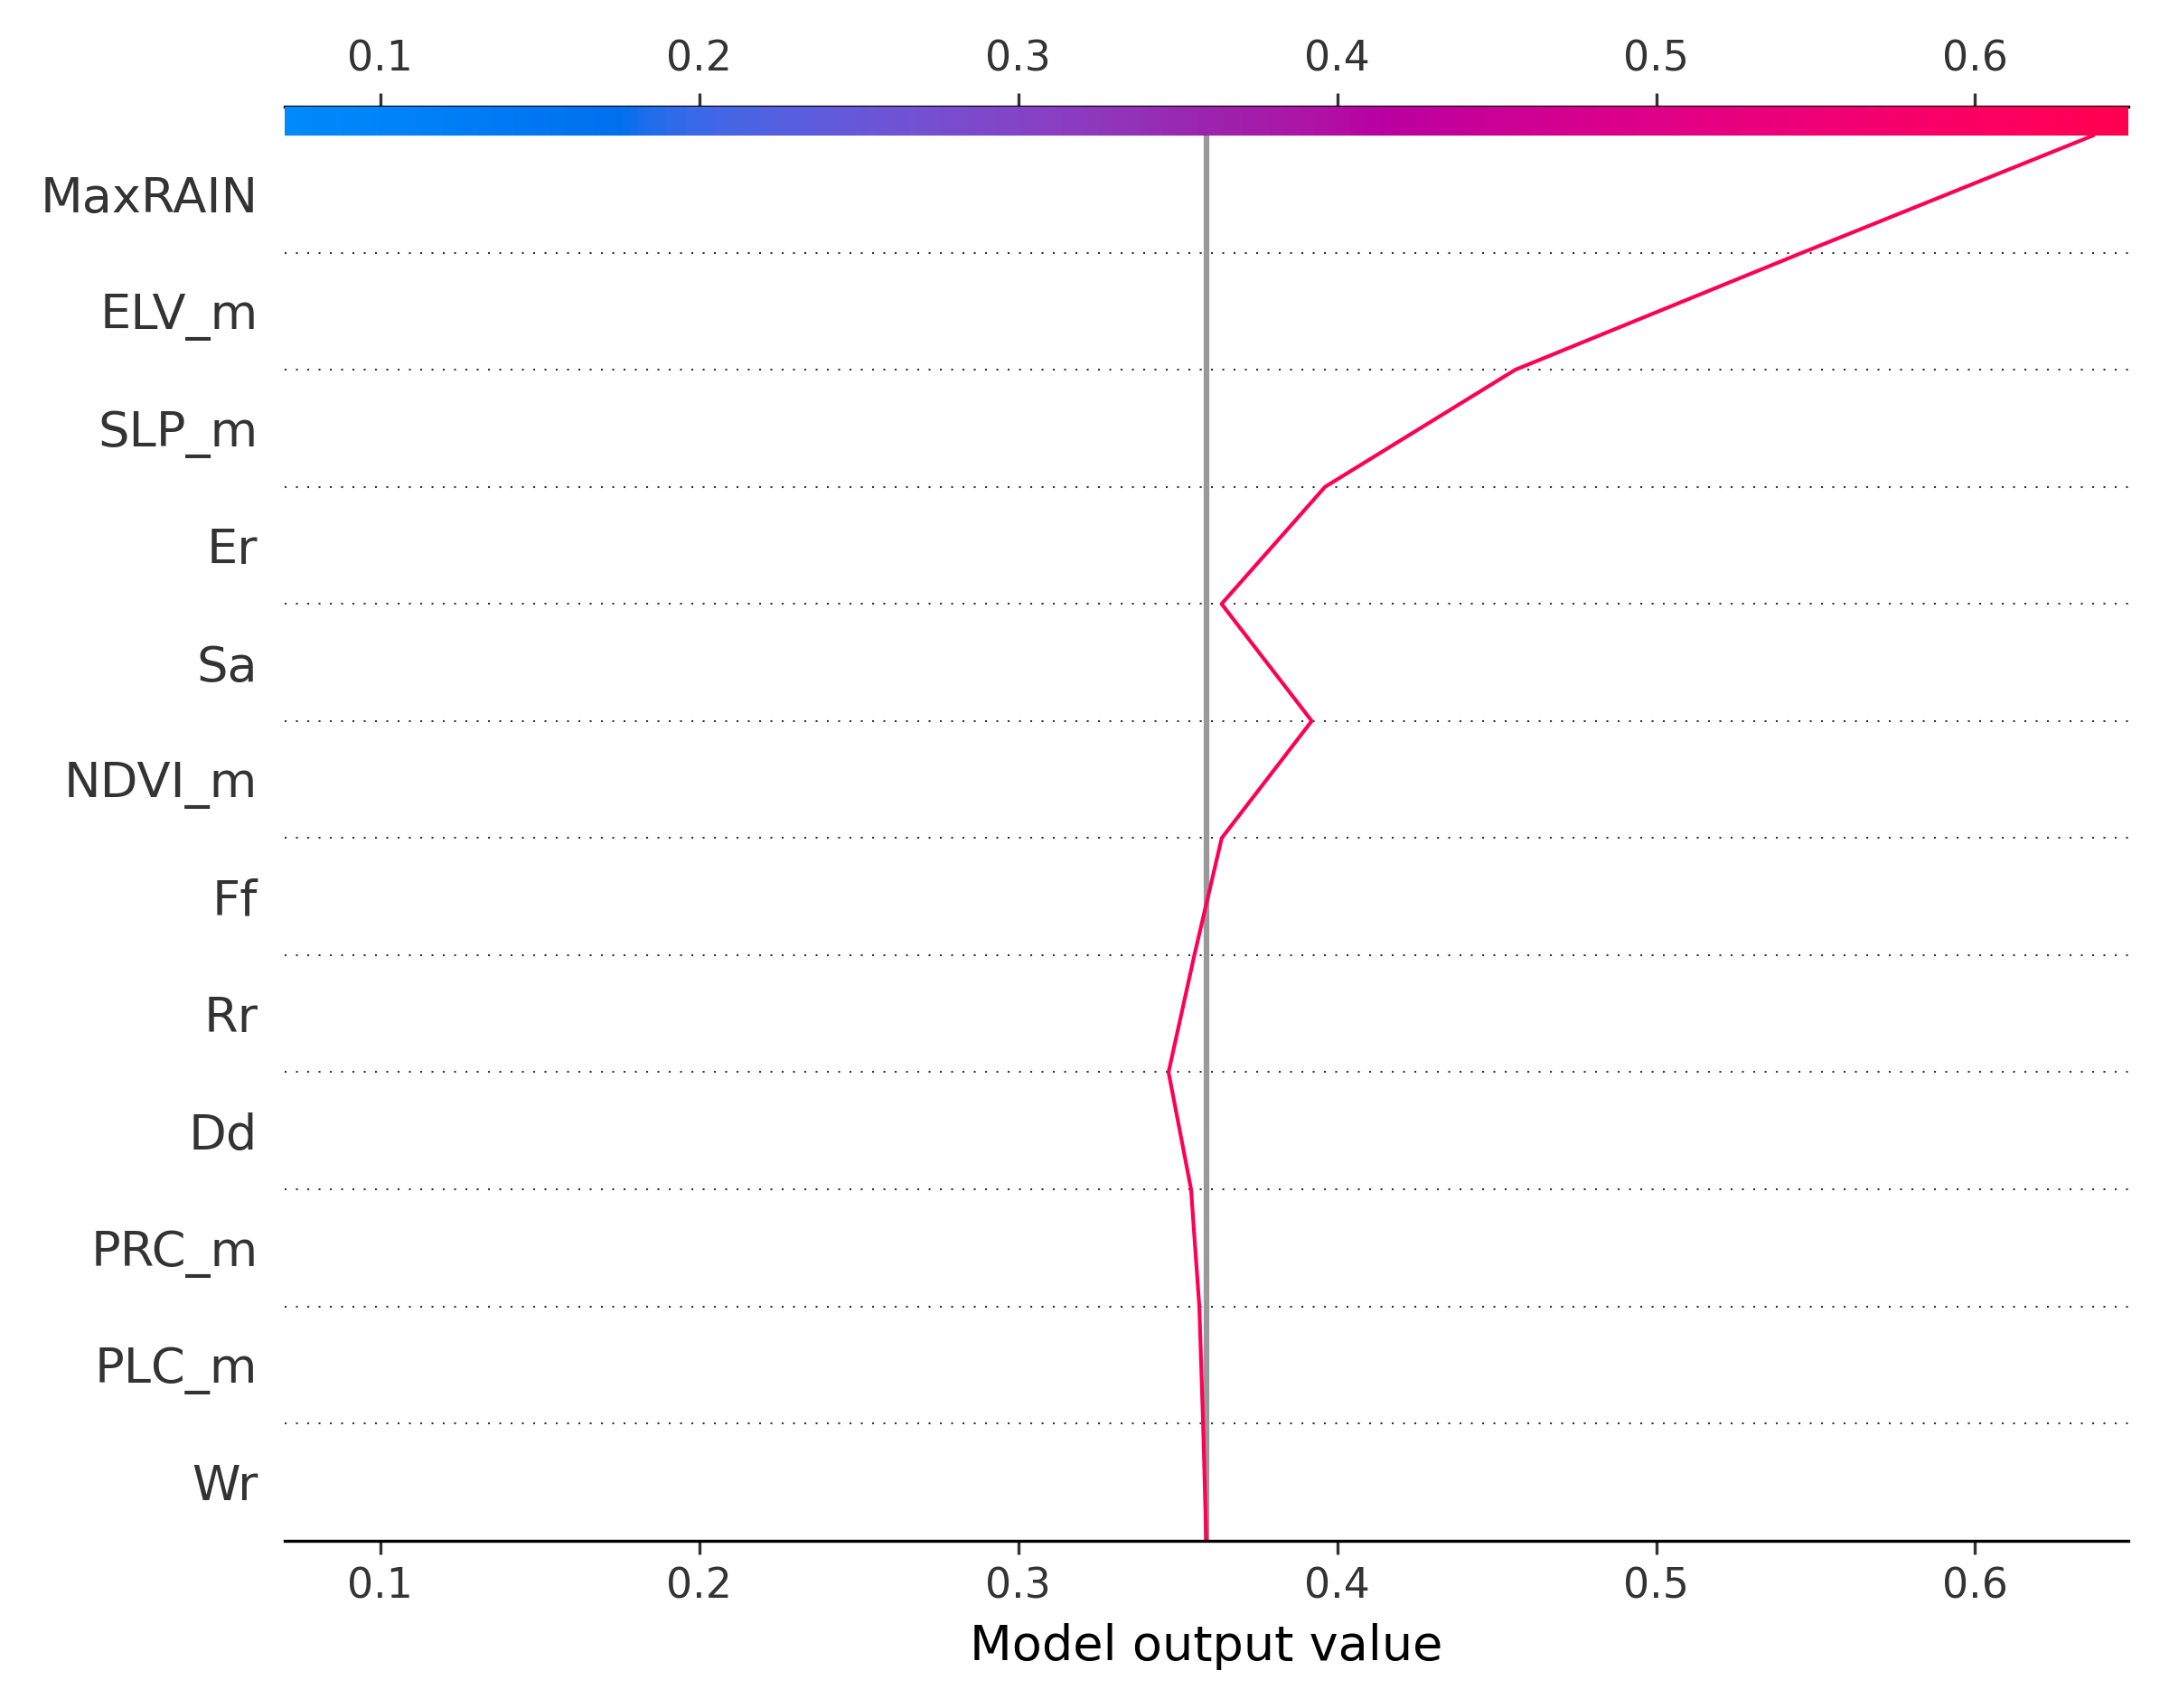 0.1 0.2 0.3 0.4 0.5 0.6
MaxRAIN
ELV_m
SLP_m
Er
Sa
NDVI_m
Ff
Rr
Dd
PRC_m
PLC_m
Wr
0.1 0.2 0.3 0.4 0.5 0.6
Model output value